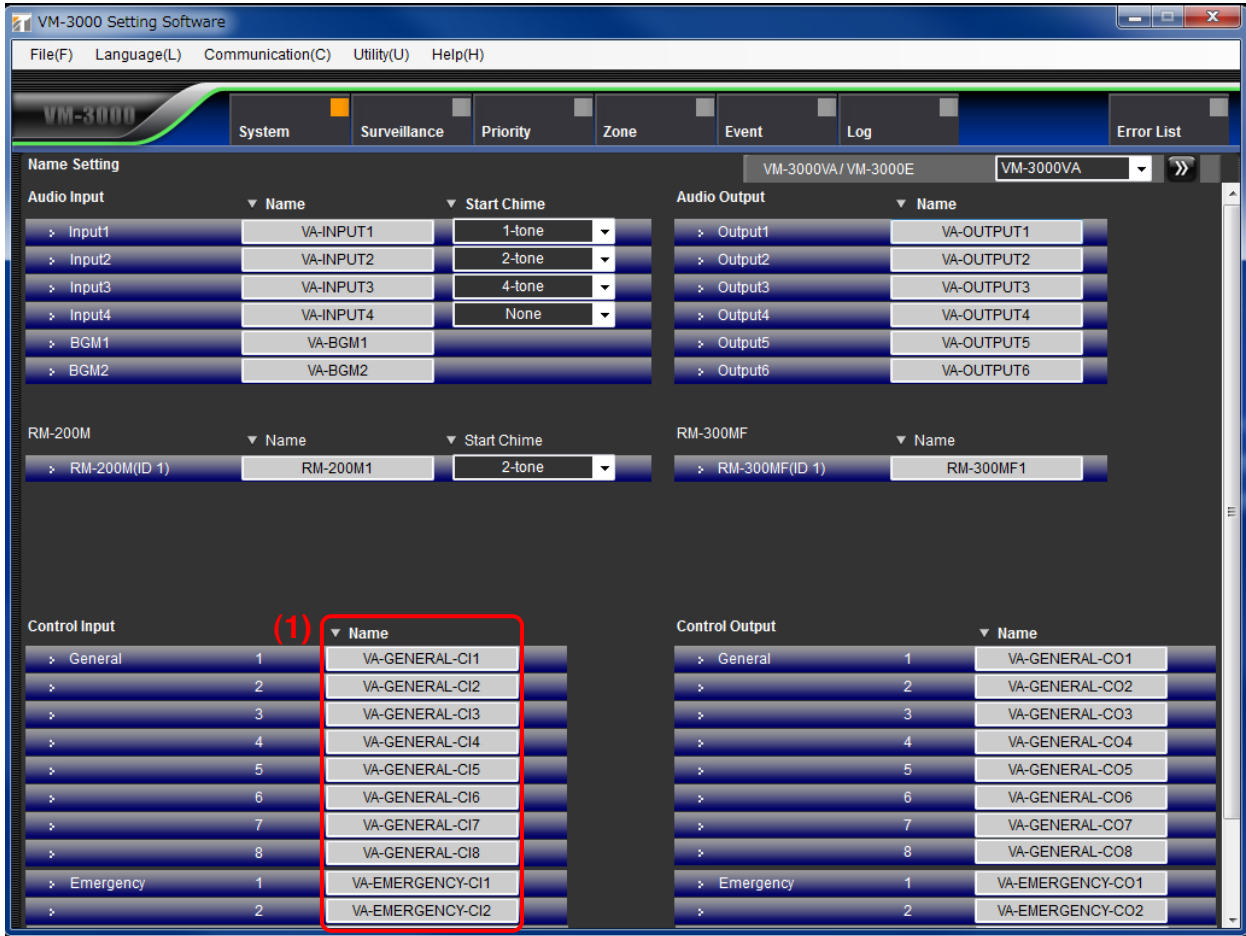 VM-3000 Setting Software
File(F) Language(L) Communication(C) Utility(U) Help(H)
VM-3000 System Surveillance Priority Zone Event Log Error List
Name Setting VM-3000VA / VM-3000E VM-3000VA
Audio Input ▼ Name ▼ Start Chime
Input1 VA-INPUT1 1-tone
Input2 VA-INPUT2 2-tone
Input3 VA-INPUT3 4-tone
Input4 VA-INPUT4 None
BGM1 VA-BGM1
BGM2 VA-BGM2
Audio Output ▼ Name
Output1 VA-OUTPUT1
Output2 VA-OUTPUT2
Output3 VA-OUTPUT3
Output4 VA-OUTPUT4
Output5 VA-OUTPUT5
Output6 VA-OUTPUT6
RM-200M ▼ Name ▼ Start Chime
RM-200M(ID 1) RM-200M1 2-tone
RM-300MF ▼ Name
RM-300MF(ID 1) RM-300MF1
Control Input (1) ▼ Name
General 1 VA-GENERAL-CI1
2 VA-GENERAL-CI2
3 VA-GENERAL-CI3
4 VA-GENERAL-CI4
5 VA-GENERAL-CI5
6 VA-GENERAL-CI6
7 VA-GENERAL-CI7
8 VA-GENERAL-CI8
Emergency 1 VA-EMERGENCY-CI1
2 VA-EMERGENCY-CI2
Control Output ▼ Name
General 1 VA-GENERAL-CO1
2 VA-GENERAL-CO2
3 VA-GENERAL-CO3
4 VA-GENERAL-CO4
5 VA-GENERAL-CO5
6 VA-GENERAL-CO6
7 VA-GENERAL-CO7
8 VA-GENERAL-CO8
Emergency 1 VA-EMERGENCY-CO1
2 VA-EMERGENCY-CO2